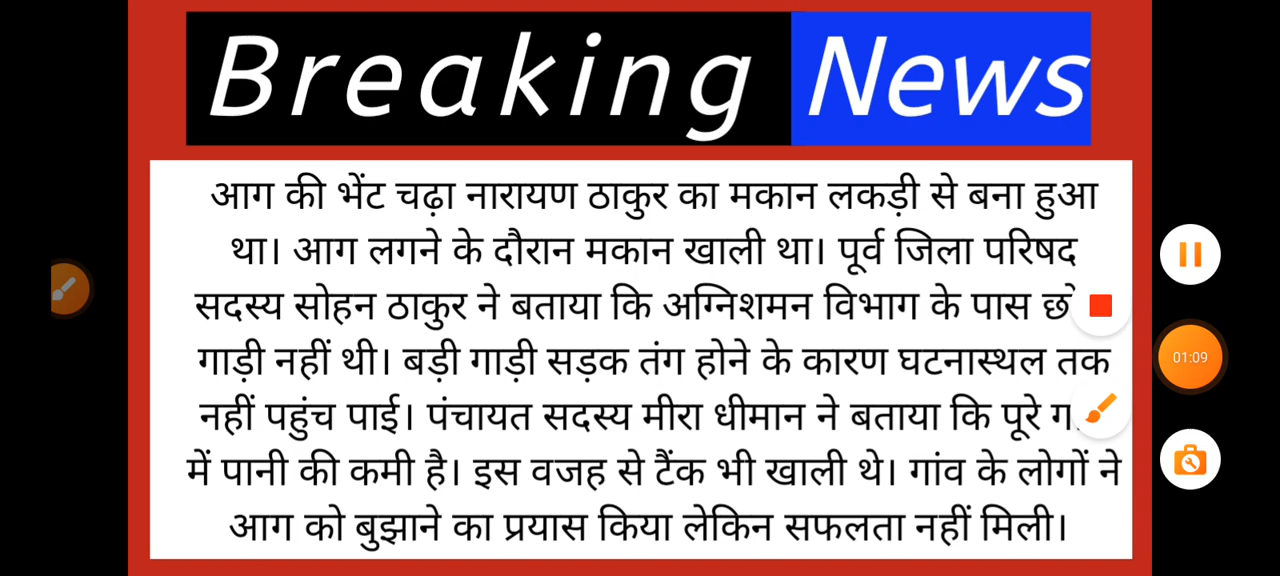 Breaking News
आग की भेंट चढ़ा नारायण ठाकुर का मकान लकड़ी से बना हुआ
था। आग लगने के दौरान मकान खाली था। पूर्व जिला परिषद
सदस्य सोहन ठाकुर ने बताया कि अग्निशमन विभाग के पास
गाड़ी नहीं थी। बड़ी गाड़ी सड़क तंग होने के कारण घटनास्थल तक
नहीं पहुंच पाई। पंचायत सदस्य मीरा धीमान ने बताया कि पूरे
में पानी की कमी है। इस वजह से टैंक भी खाली थे। गांव के लोगों ने
आग को बुझाने का प्रयास किया लेकिन सफलता नहीं मिली।
01:09